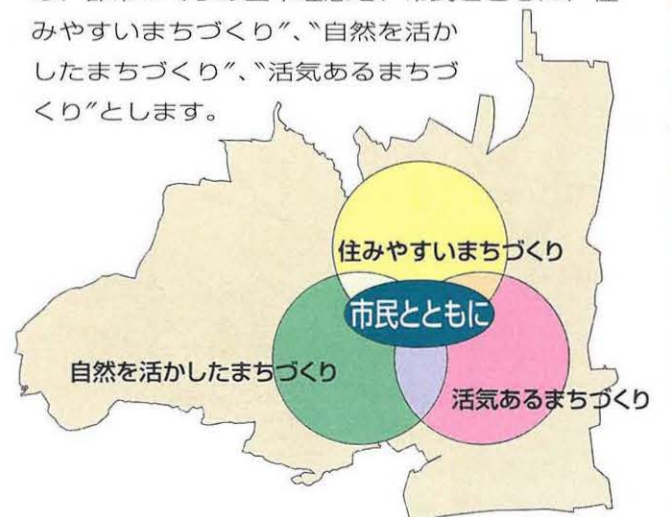 みやすいまちづくり″、〝自然を活か
したまちづくり″、〝活気あるまちづ
くり″とします。
住みやすいまちづくり
市民とともに
自然を活かしたまちづくり
活気あるまちづくり